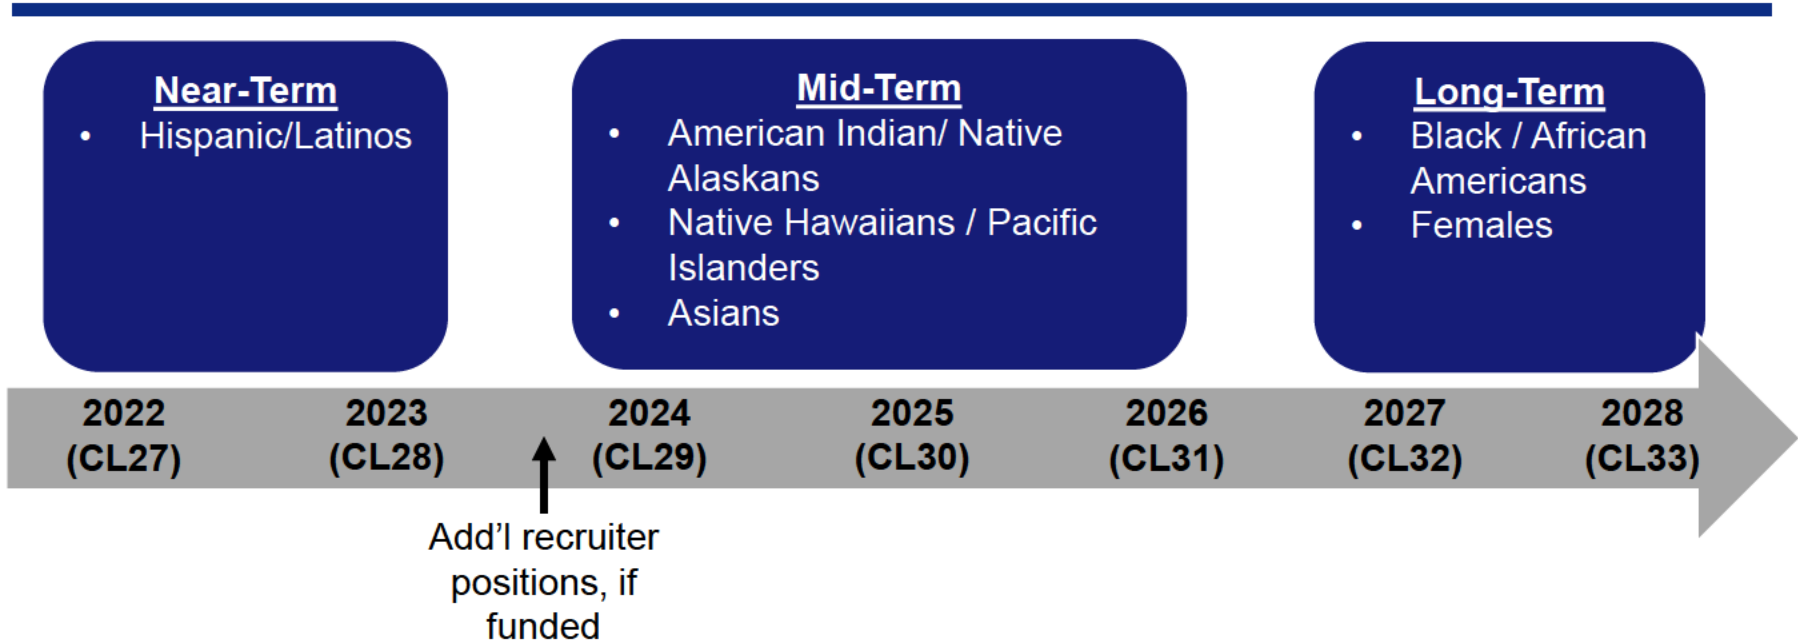 Near-Term
• Hispanic/Latinos
Mid-Term
• American Indian/ Native
Alaskans
• Native Hawaiians / Pacific
Islanders
• Asians
Long-Term
• Black / African
Americans
• Females
2022 2023 2024 2025 2026 2027 2028
(CL27) (CL28) (CL29) (CL30) (CL31) (CL32) (CL33)
Add'l recruiter
positions, if
funded